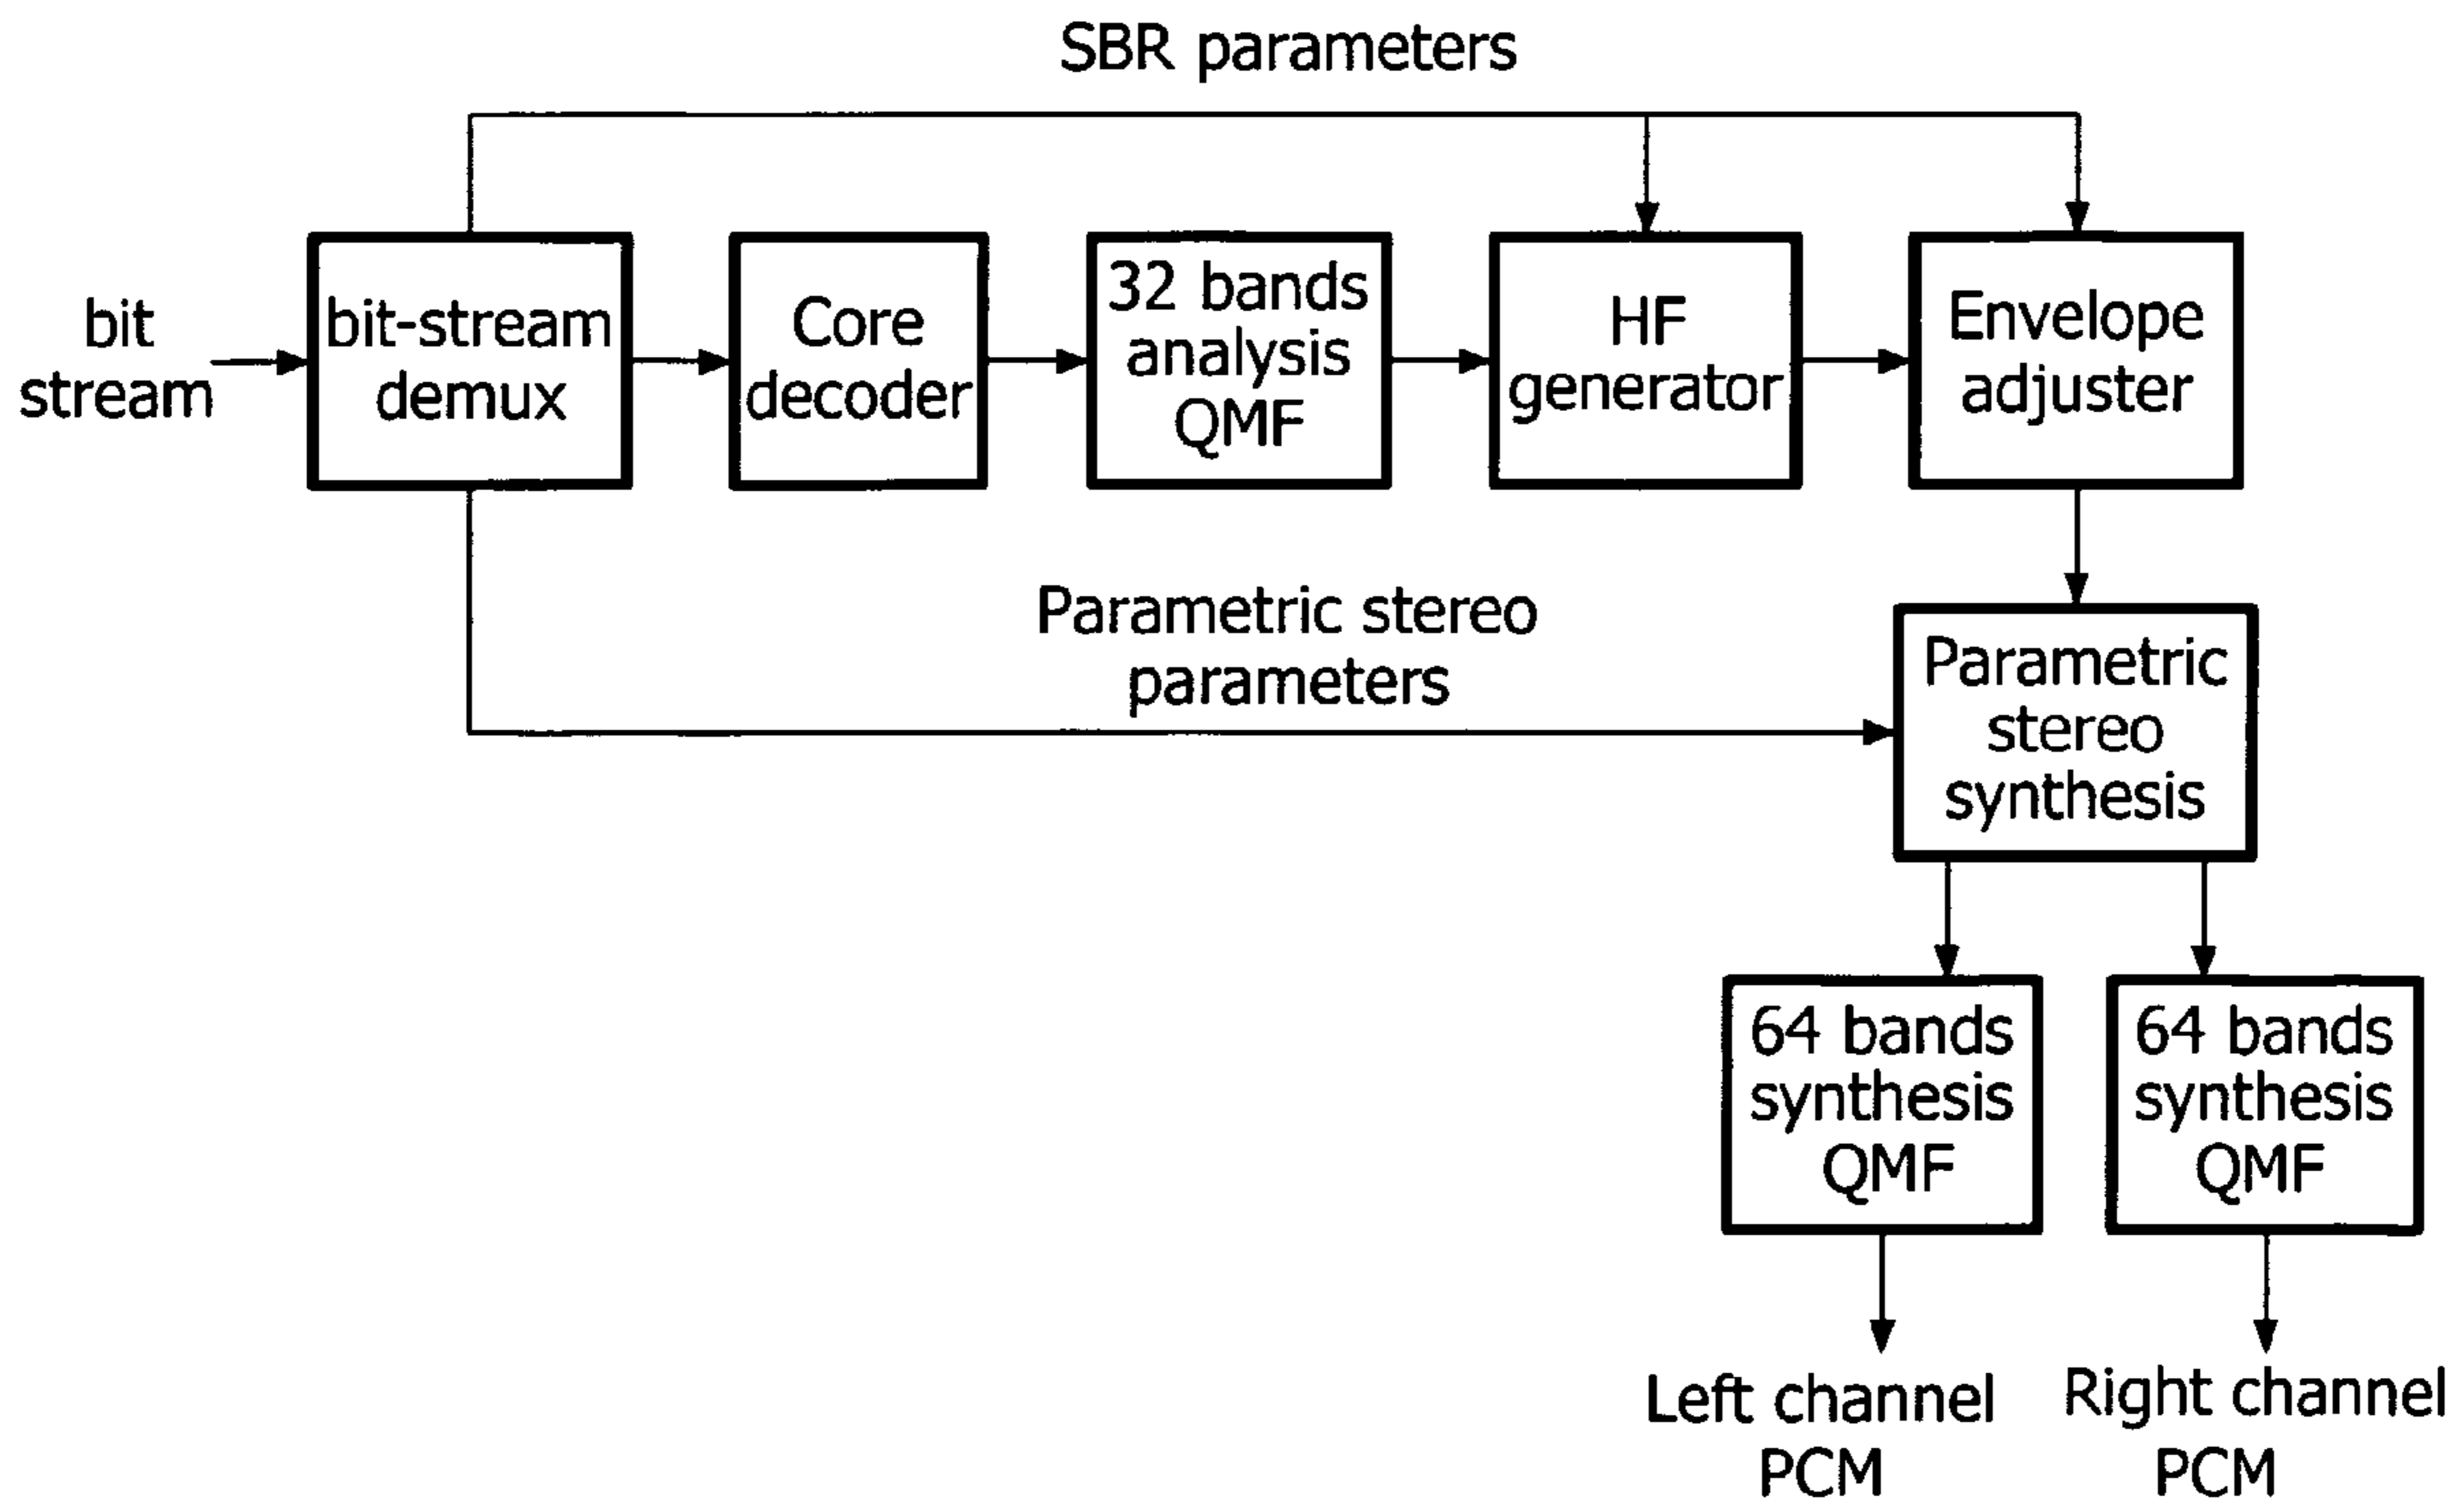 SBR parameters
bit
stream
bit-stream
demux
Core
decoder
32 bands
analysis
QMF
HF
generator
Envelope
adjuster
Parametric stereo
parameters
Parametric
stereo
synthesis
64 bands
synthesis
QMF
64 bands
synthesis
QMF
Left channel
PCM
Right channel
PCM